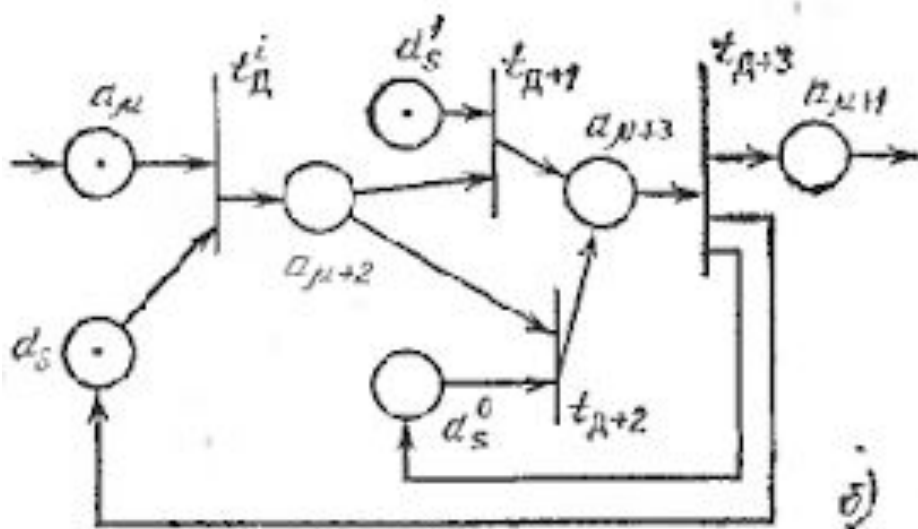 a_μ
t_Д^i
d_s^1
t_Д+1
a_μ+3
t_Д+3
a_μ+1
a_μ+2
d_s
d_s^0
t_Д+2
б)